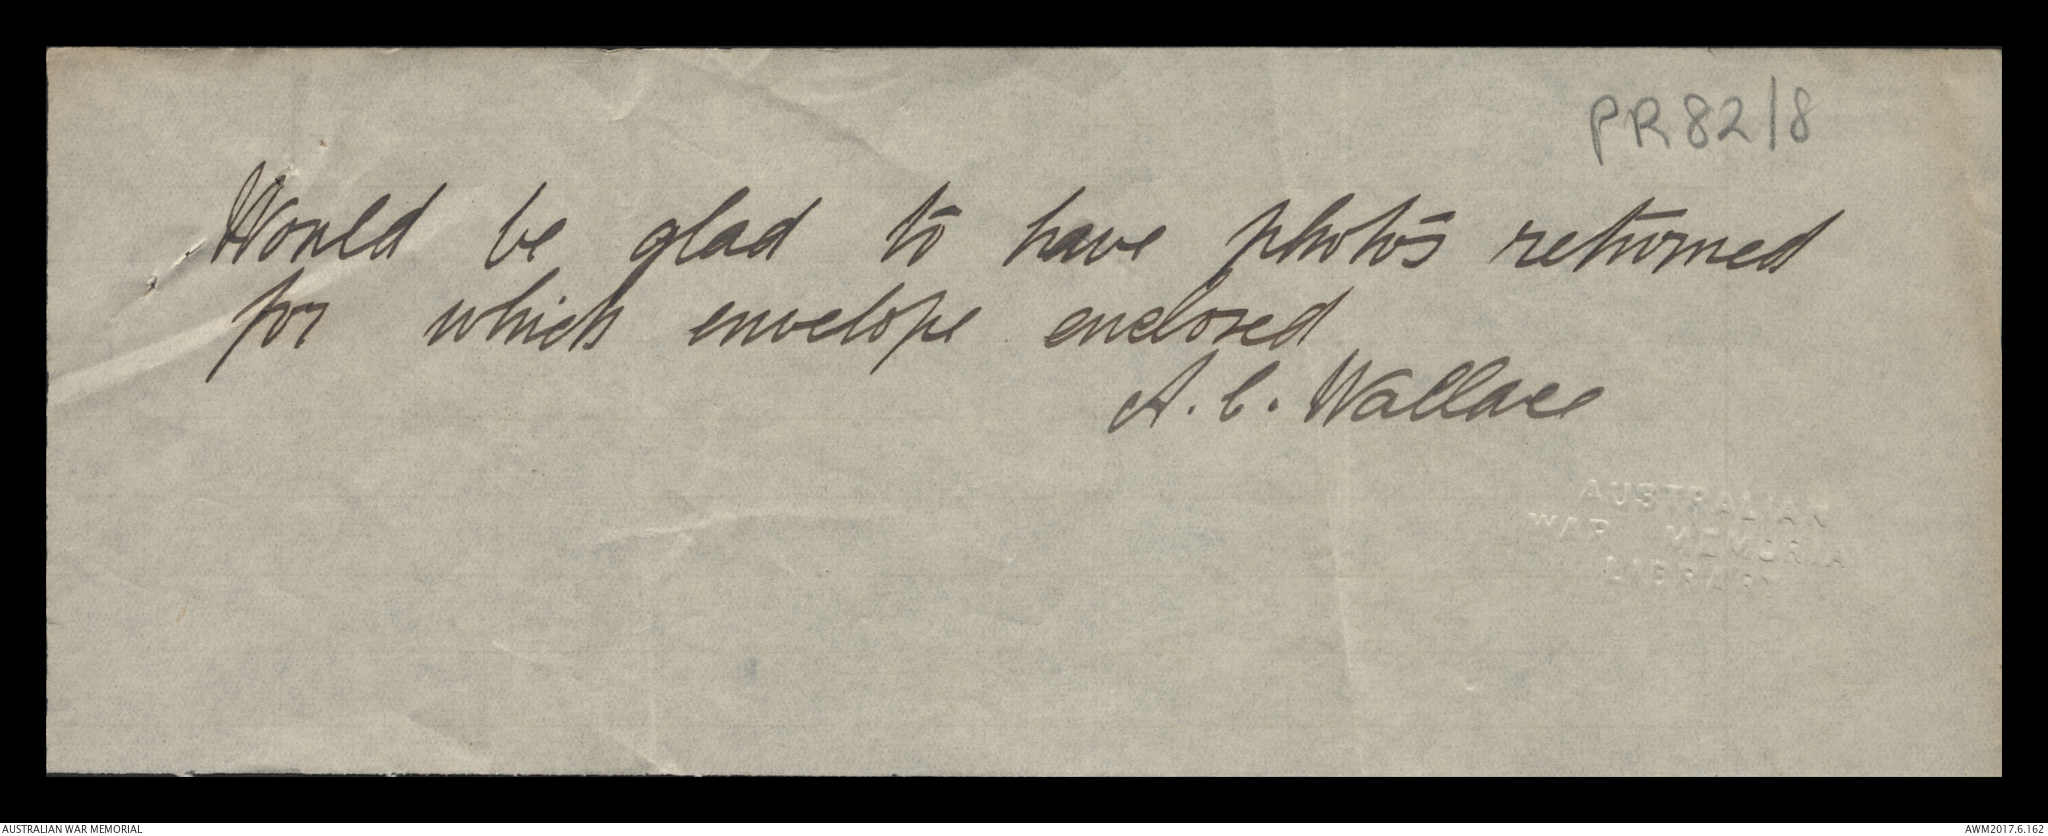 PR82/8
Would be glad to have photo's returned
for which envelope enclosed
A. C. Wallace
AUSTRALIAN
WAR MEMORIAL
LIBRARY
AUSTRALIAN WAR MEMORIAL
AWM2017.6.162